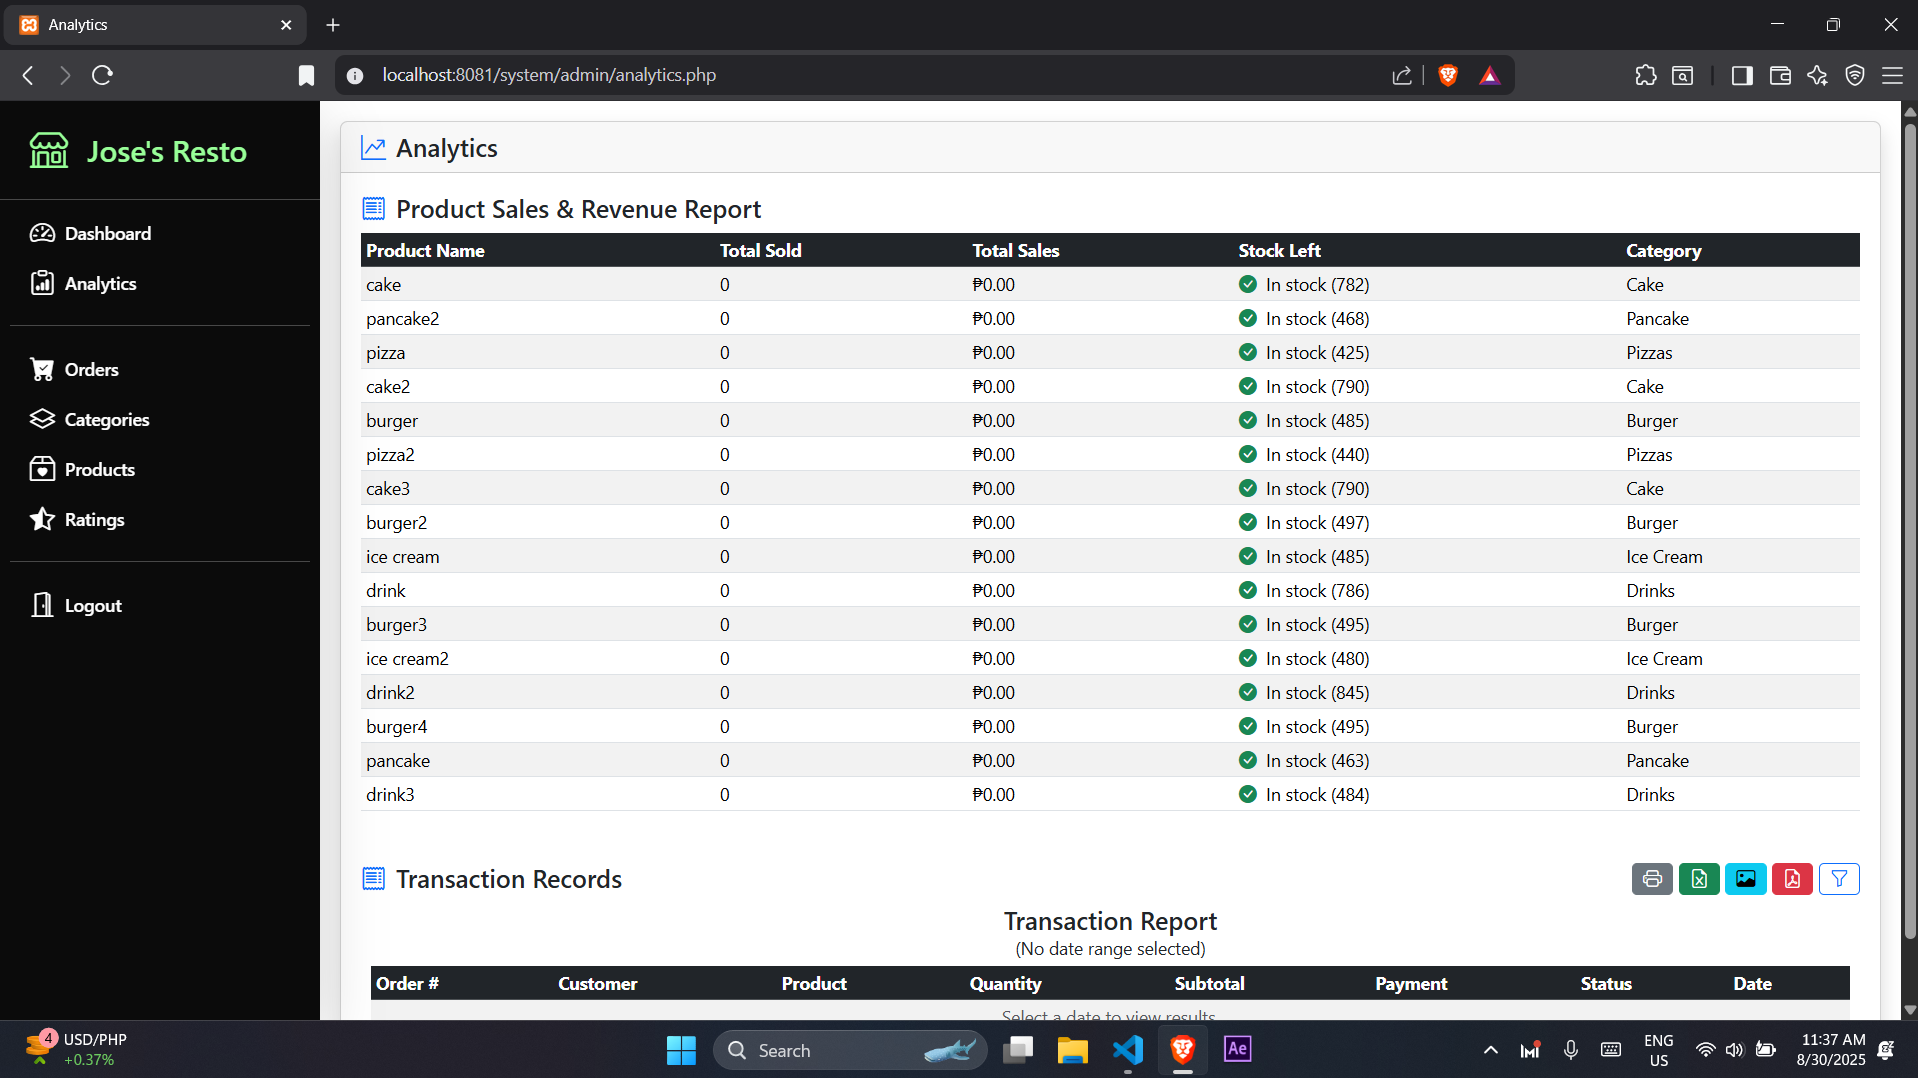 Analytics
localhost:8081/system/admin/analytics.php
Jose's Resto
Dashboard
Analytics
Orders
Categories
Products
Ratings
Logout
Analytics
Product Sales & Revenue Report
Product Name Total Sold Total Sales Stock Left Category
cake 0 ₱0.00 In stock (782) Cake
pancake2 0 ₱0.00 In stock (468) Pancake
pizza 0 ₱0.00 In stock (425) Pizzas
cake2 0 ₱0.00 In stock (790) Cake
burger 0 ₱0.00 In stock (485) Burger
pizza2 0 ₱0.00 In stock (440) Pizzas
cake3 0 ₱0.00 In stock (790) Cake
burger2 0 ₱0.00 In stock (497) Burger
ice cream 0 ₱0.00 In stock (485) Ice Cream
drink 0 ₱0.00 In stock (786) Drinks
burger3 0 ₱0.00 In stock (495) Burger
ice cream2 0 ₱0.00 In stock (480) Ice Cream
drink2 0 ₱0.00 In stock (845) Drinks
burger4 0 ₱0.00 In stock (495) Burger
pancake 0 ₱0.00 In stock (463) Pancake
drink3 0 ₱0.00 In stock (484) Drinks
Transaction Records
Transaction Report
(No date range selected)
Order # Customer Product Quantity Subtotal Payment Status Date
Select a date to view results
4 USD/PHP
+0.37%
Search
Ae
ENG
US
11:37 AM
8/30/2025